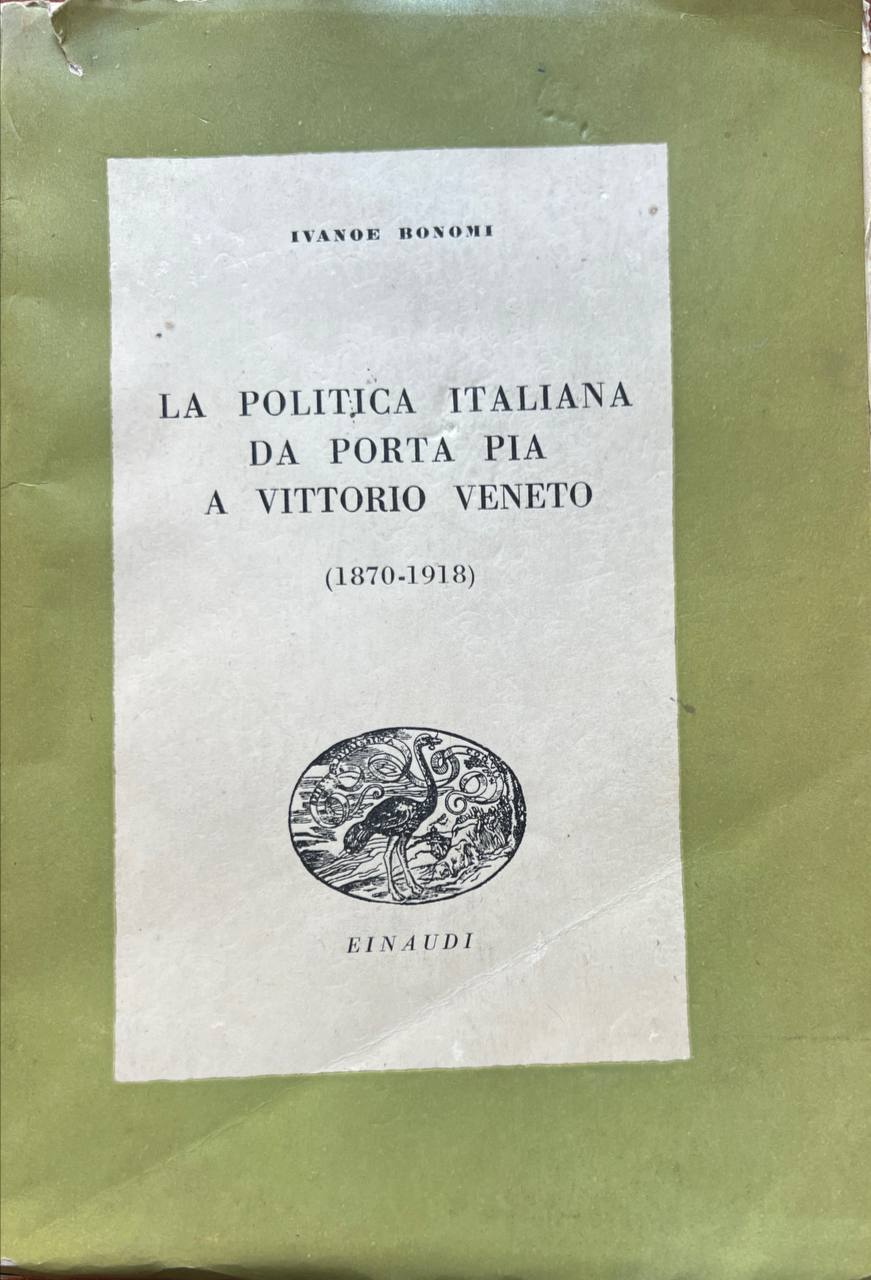 IVANOE BONOMI
LA POLITICA ITALIANA
DA PORTA PIA
A VITTORIO VENETO
(1870-1918)
EINAUDI